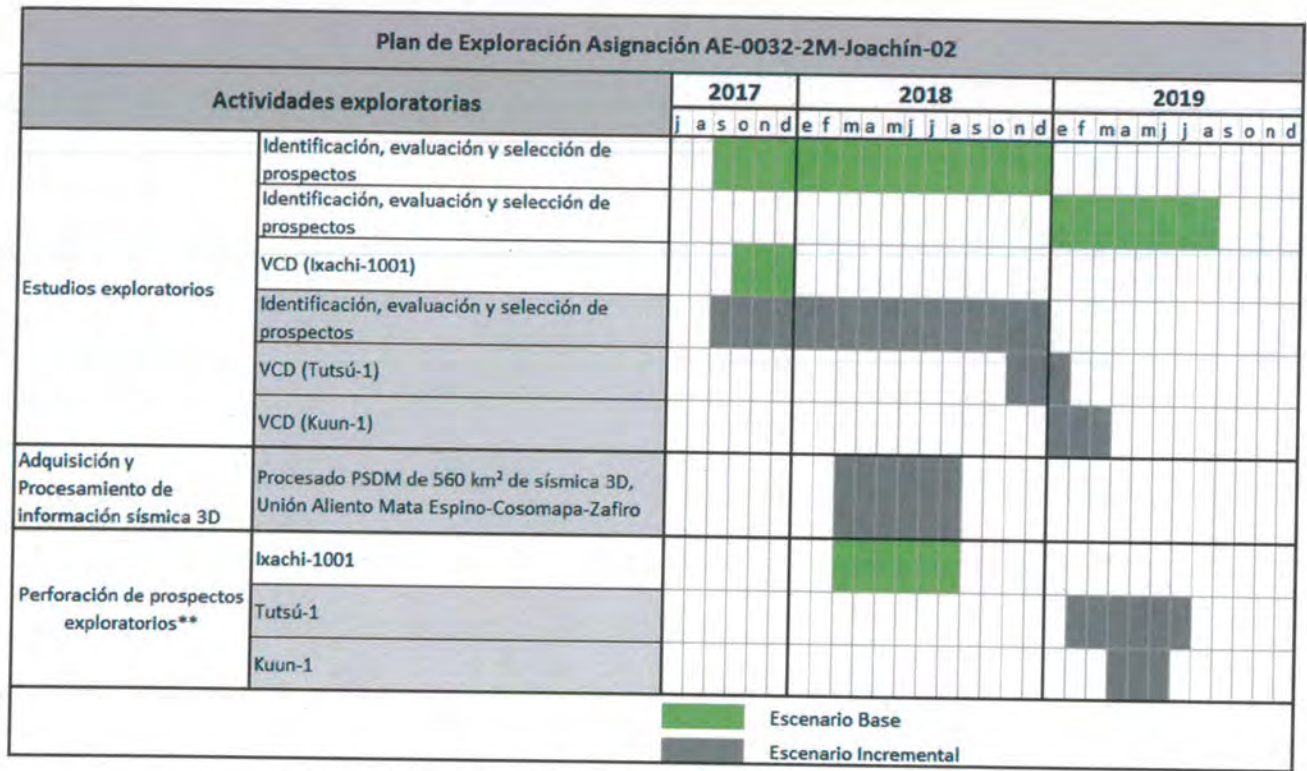 Plan de Exploración Asignación AE-0032-2M-Joachín-02
Actividades exploratorias
2017 2018 2019
j a s o n d e f m a m j j a s o n d e f m a m j j a s o n d
Estudios exploratorios
Identificación, evaluación y selección de
prospectos
Identificación, evaluación y selección de
prospectos
VCD (Ixachi-1001)
Identificación, evaluación y selección de
prospectos
VCD (Tutsú-1)
VCD (Kuun-1)
Adquisición y
Procesamiento de
información sísmica 3D
Procesado PSDM de 560 km² de sísmica 3D,
Unión Aliento Mata Espino-Cosomapa-Zafiro
Perforación de prospectos
exploratorios**
Ixachi-1001
Tutsú-1
Kuun-1
Escenario Base
Escenario Incremental